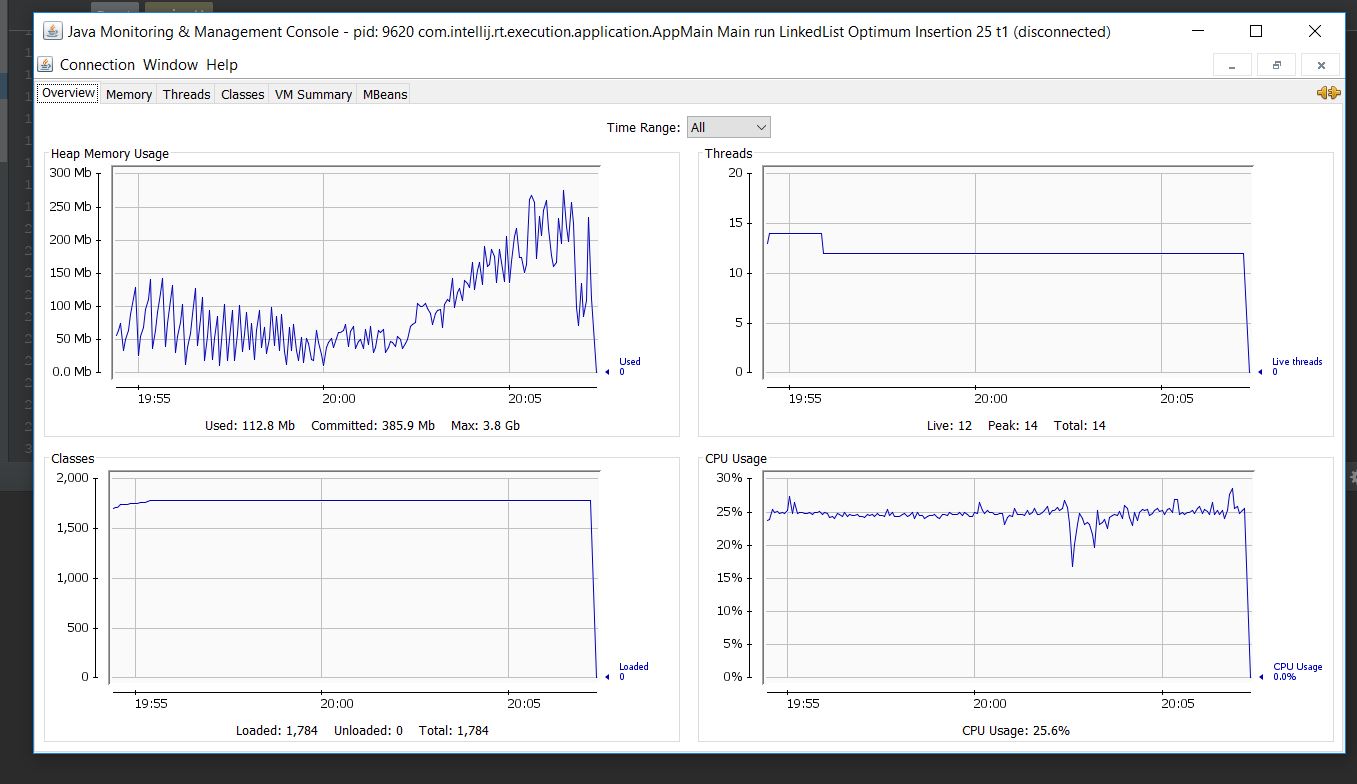 Java Monitoring & Management Console - pid: 9620 com.intellij.rt.execution.application.AppMain Main run LinkedList Optimum Insertion 25 t1 (disconnected)
Connection Window Help
Overview Memory Threads Classes VM Summary MBeans
Time Range: All
Heap Memory Usage
300 Mb
250 Mb
200 Mb
150 Mb
100 Mb
50 Mb
0.0 Mb
Used
0
19:55 20:00 20:05
Used: 112.8 Mb Committed: 385.9 Mb Max: 3.8 Gb
Threads
20
15
10
5
0
Live threads
0
19:55 20:00 20:05
Live: 12 Peak: 14 Total: 14
Classes
2,000
1,500
1,000
500
0
Loaded
0
19:55 20:00 20:05
Loaded: 1,784 Unloaded: 0 Total: 1,784
CPU Usage
30%
25%
20%
15%
10%
5%
0%
CPU Usage
0.0%
19:55 20:00 20:05
CPU Usage: 25.6%